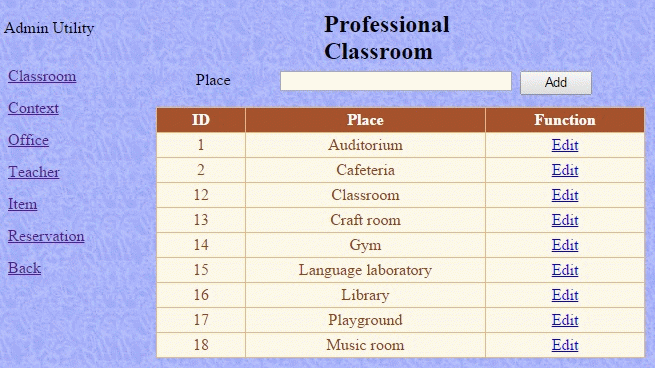 Admin Utility
Classroom
Context
Office
Teacher
Item
Reservation
Back
Professional
Classroom
Place Add
ID Place Function
1 Auditorium Edit
2 Cafeteria Edit
12 Classroom Edit
13 Craft room Edit
14 Gym Edit
15 Language laboratory Edit
16 Library Edit
17 Playground Edit
18 Music room Edit